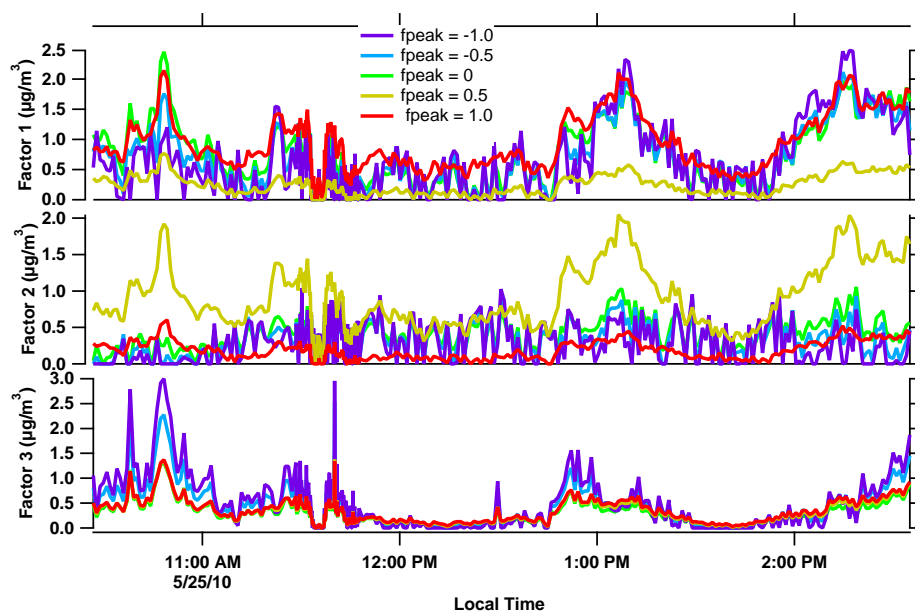 fpeak = -1.0
fpeak = -0.5
fpeak = 0
fpeak = 0.5
fpeak = 1.0
Factor 1 (µg/m³)
2.5
2.0
1.5
1.0
0.5
0.0
Factor 2 (µg/m³)
2.0
1.5
1.0
0.5
0.0
Factor 3 (µg/m³)
3.0
2.5
2.0
1.5
1.0
0.5
0.0
11:00 AM 12:00 PM 1:00 PM 2:00 PM
5/25/10
Local Time